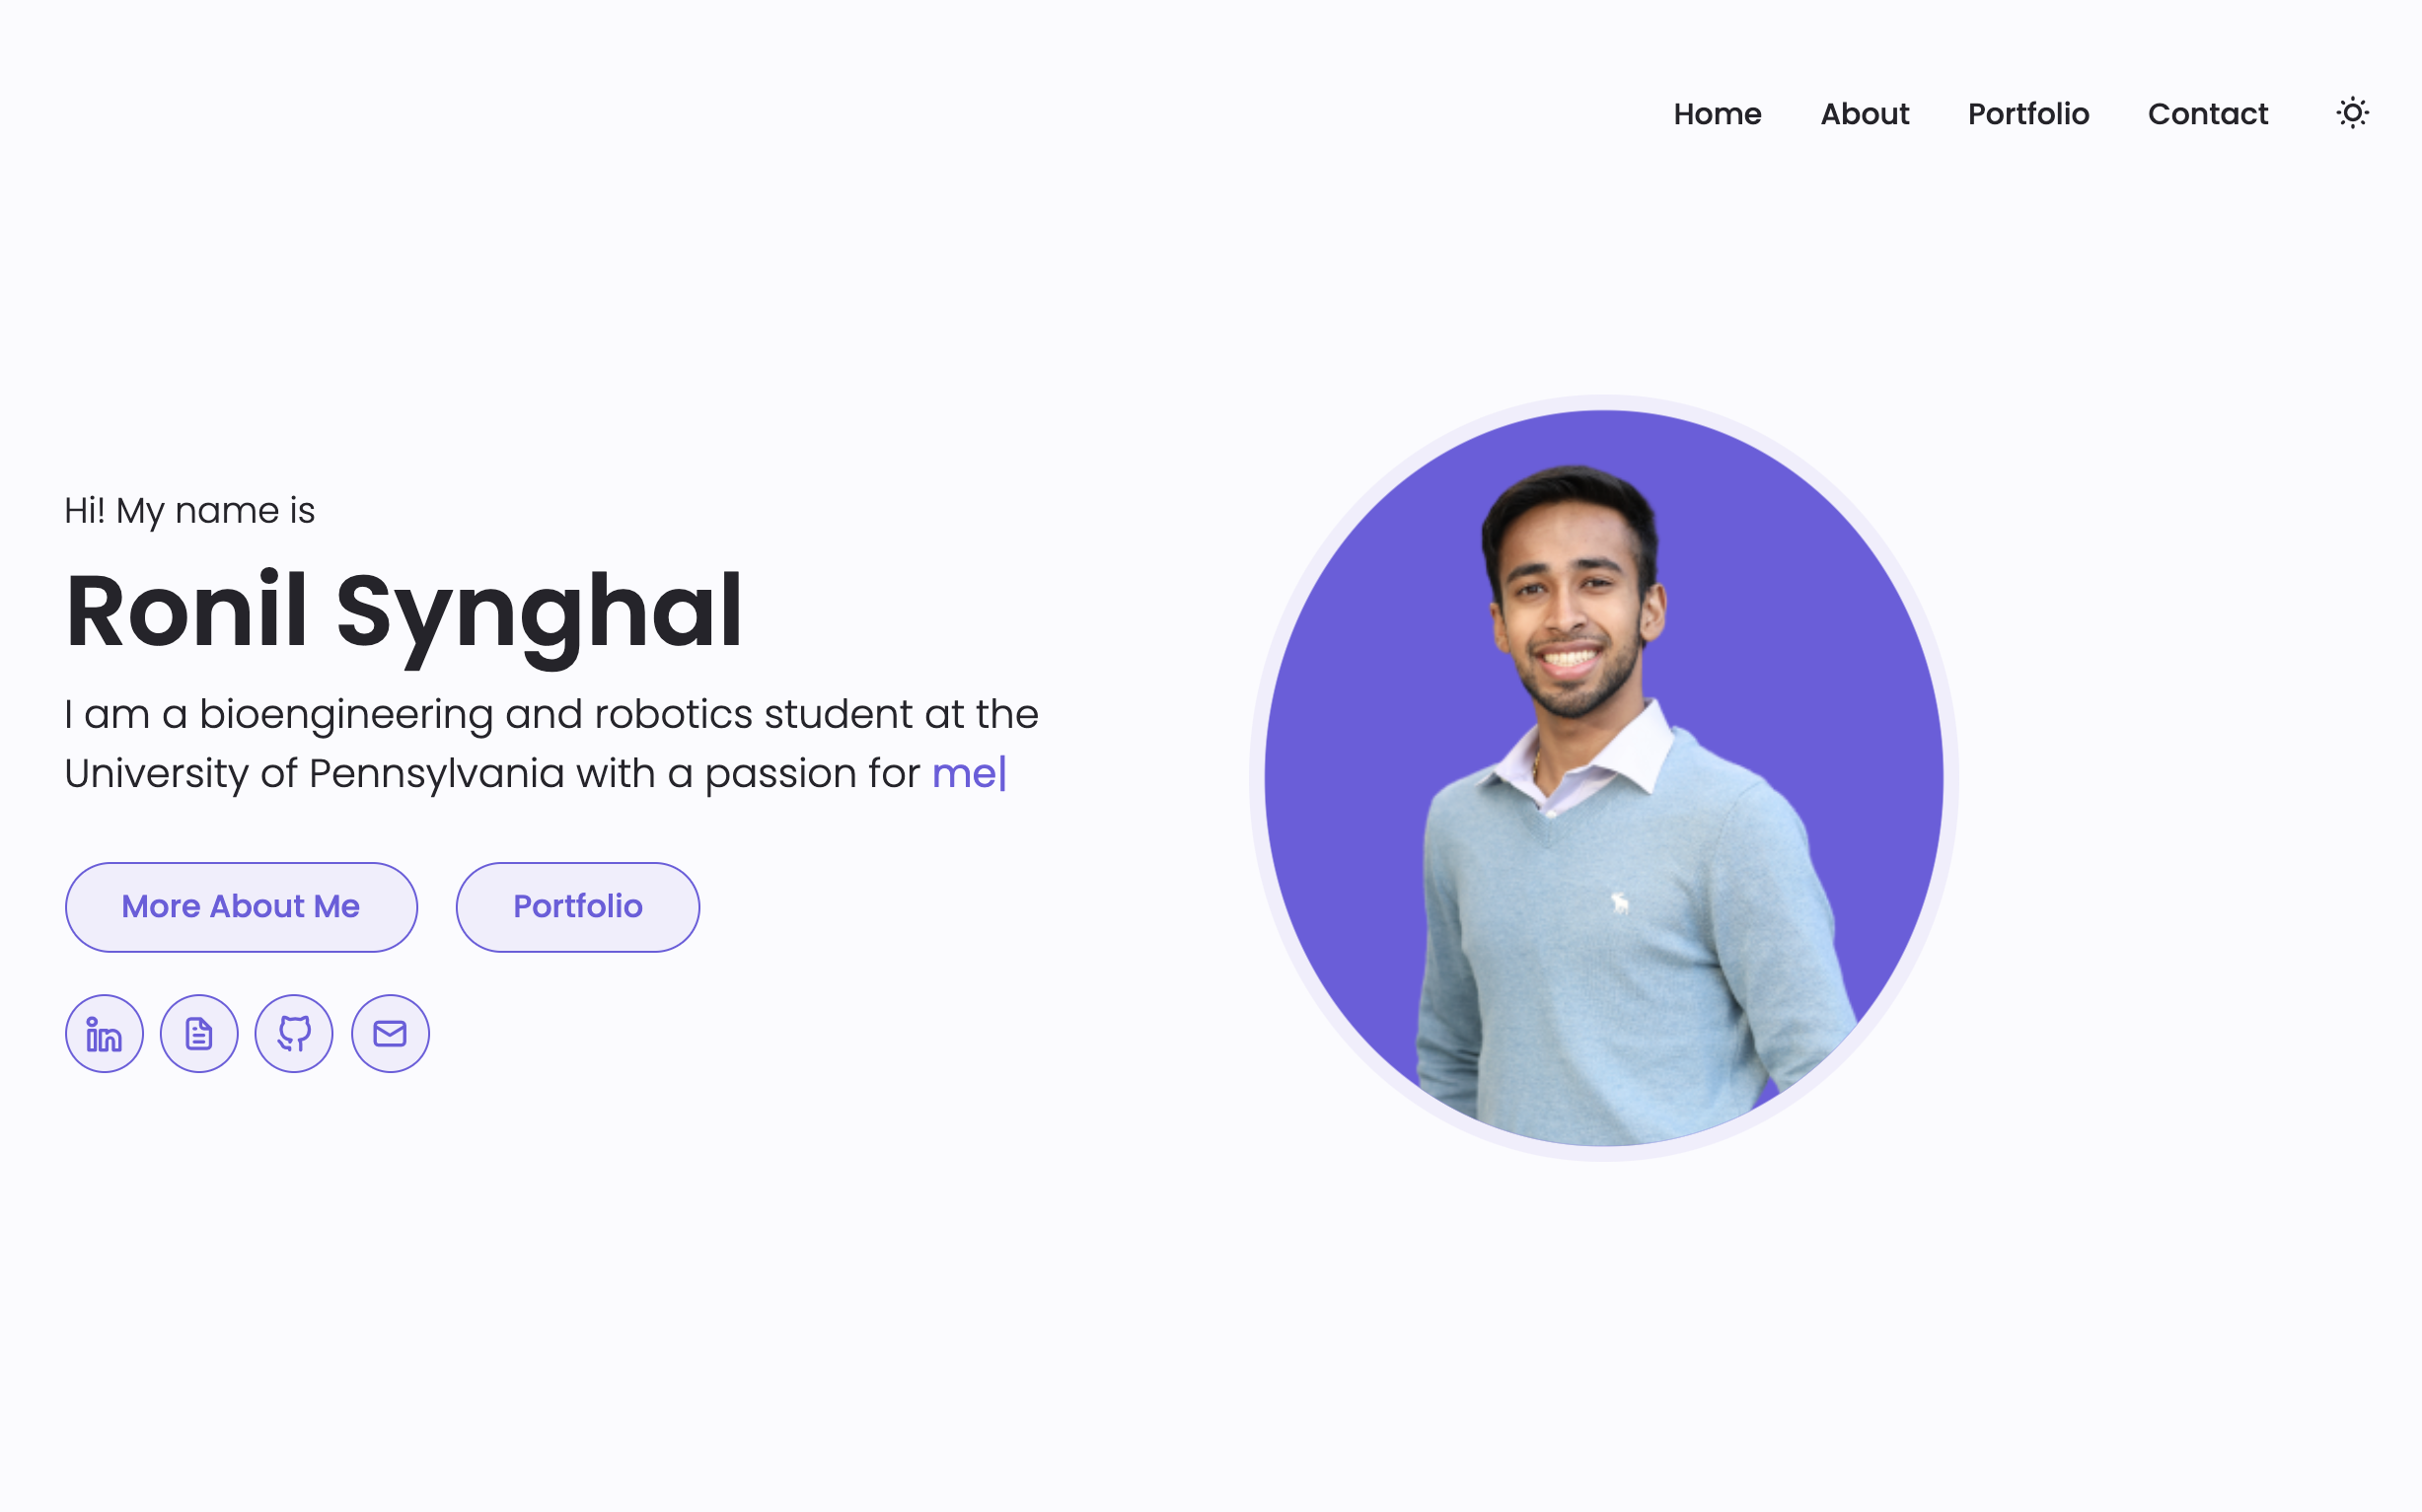 Home About Portfolio Contact
Hi! My name is
Ronil Synghal
I am a bioengineering and robotics student at the
University of Pennsylvania with a passion for me|
More About Me Portfolio
in